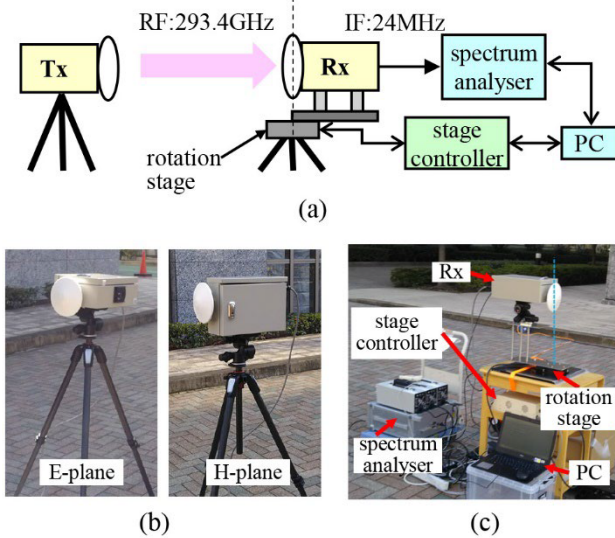 RF:293.4GHz
IF:24MHz
Tx
Rx
spectrum
analyser
rotation
stage
stage
controller
PC
(a)
E-plane
H-plane
(b)
Rx
stage
controller
rotation
stage
spectrum
analyser
PC
(c)